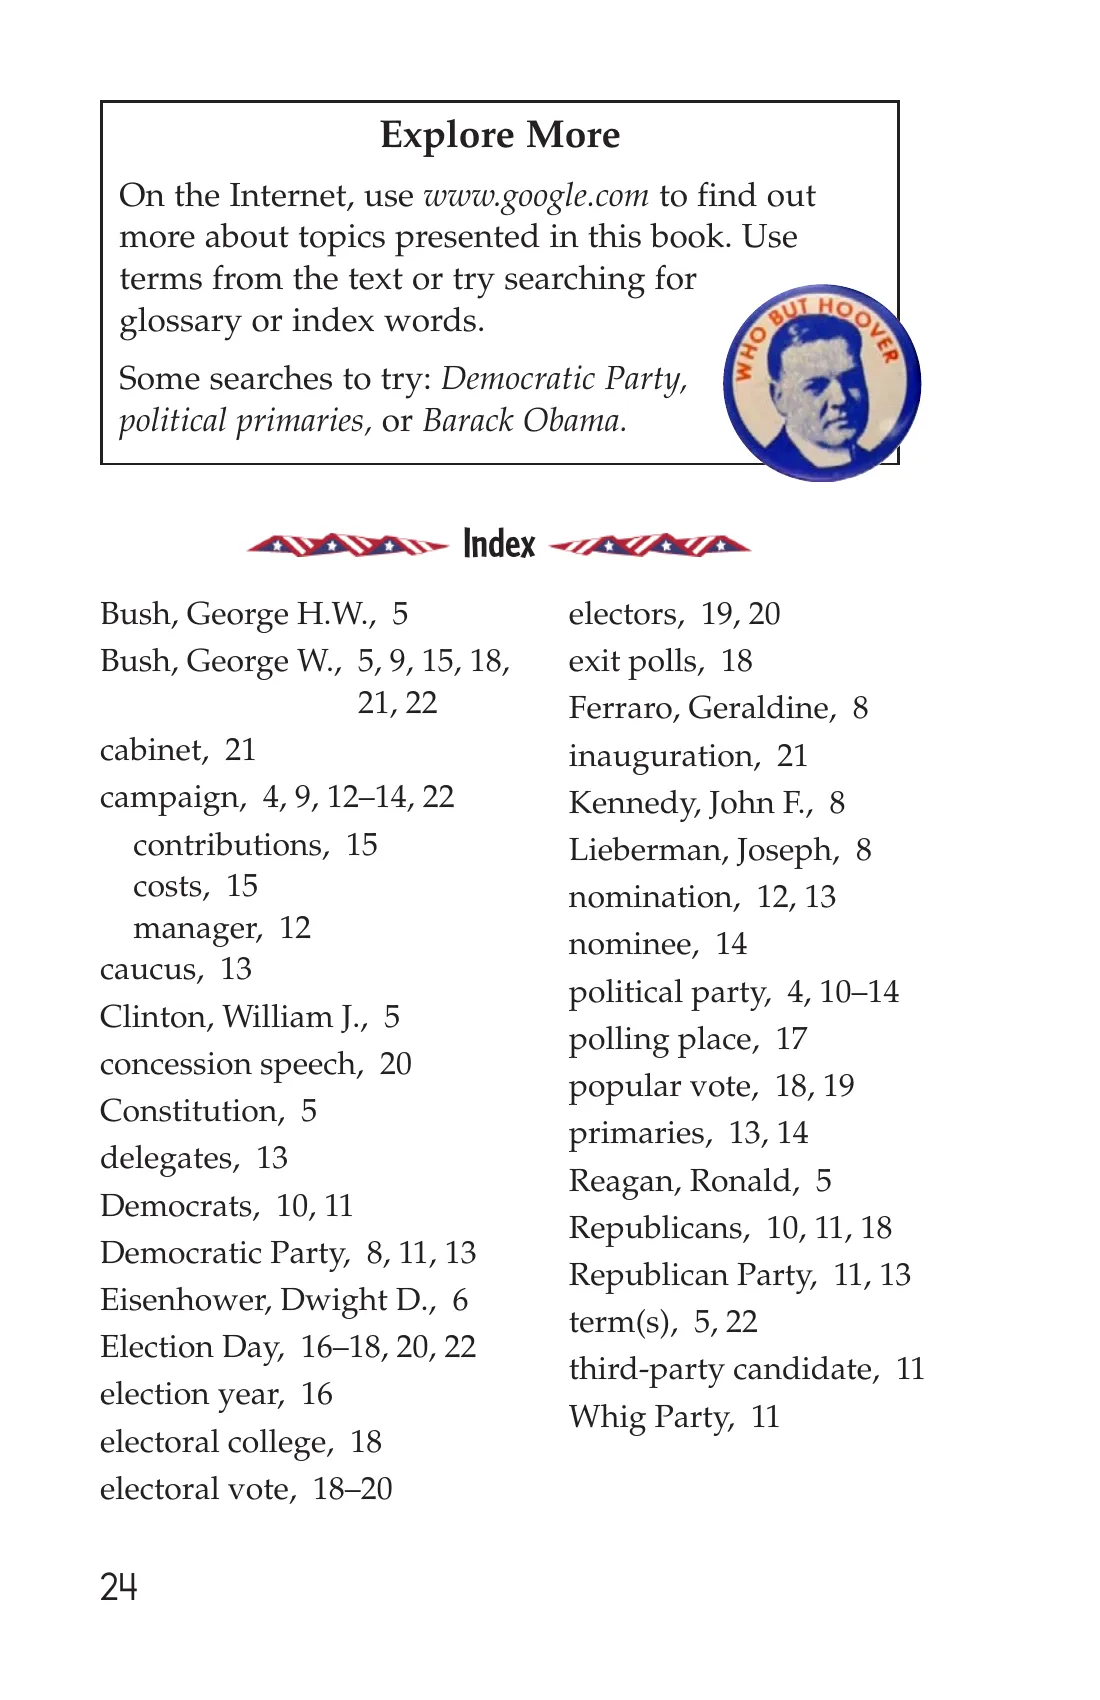 Explore More
On the Internet, use www.google.com to find out
more about topics presented in this book. Use
terms from the text or try searching for
glossary or index words.
Some searches to try: Democratic Party,
political primaries, or Barack Obama.
WHO BUT HOOVER
Index
Bush, George H.W., 5
Bush, George W., 5, 9, 15, 18,
21, 22
cabinet, 21
campaign, 4, 9, 12–14, 22
contributions, 15
costs, 15
manager, 12
caucus, 13
Clinton, William J., 5
concession speech, 20
Constitution, 5
delegates, 13
Democrats, 10, 11
Democratic Party, 8, 11, 13
Eisenhower, Dwight D., 6
Election Day, 16–18, 20, 22
election year, 16
electoral college, 18
electoral vote, 18–20
electors, 19, 20
exit polls, 18
Ferraro, Geraldine, 8
inauguration, 21
Kennedy, John F., 8
Lieberman, Joseph, 8
nomination, 12, 13
nominee, 14
political party, 4, 10–14
polling place, 17
popular vote, 18, 19
primaries, 13, 14
Reagan, Ronald, 5
Republicans, 10, 11, 18
Republican Party, 11, 13
term(s), 5, 22
third-party candidate, 11
Whig Party, 11
24